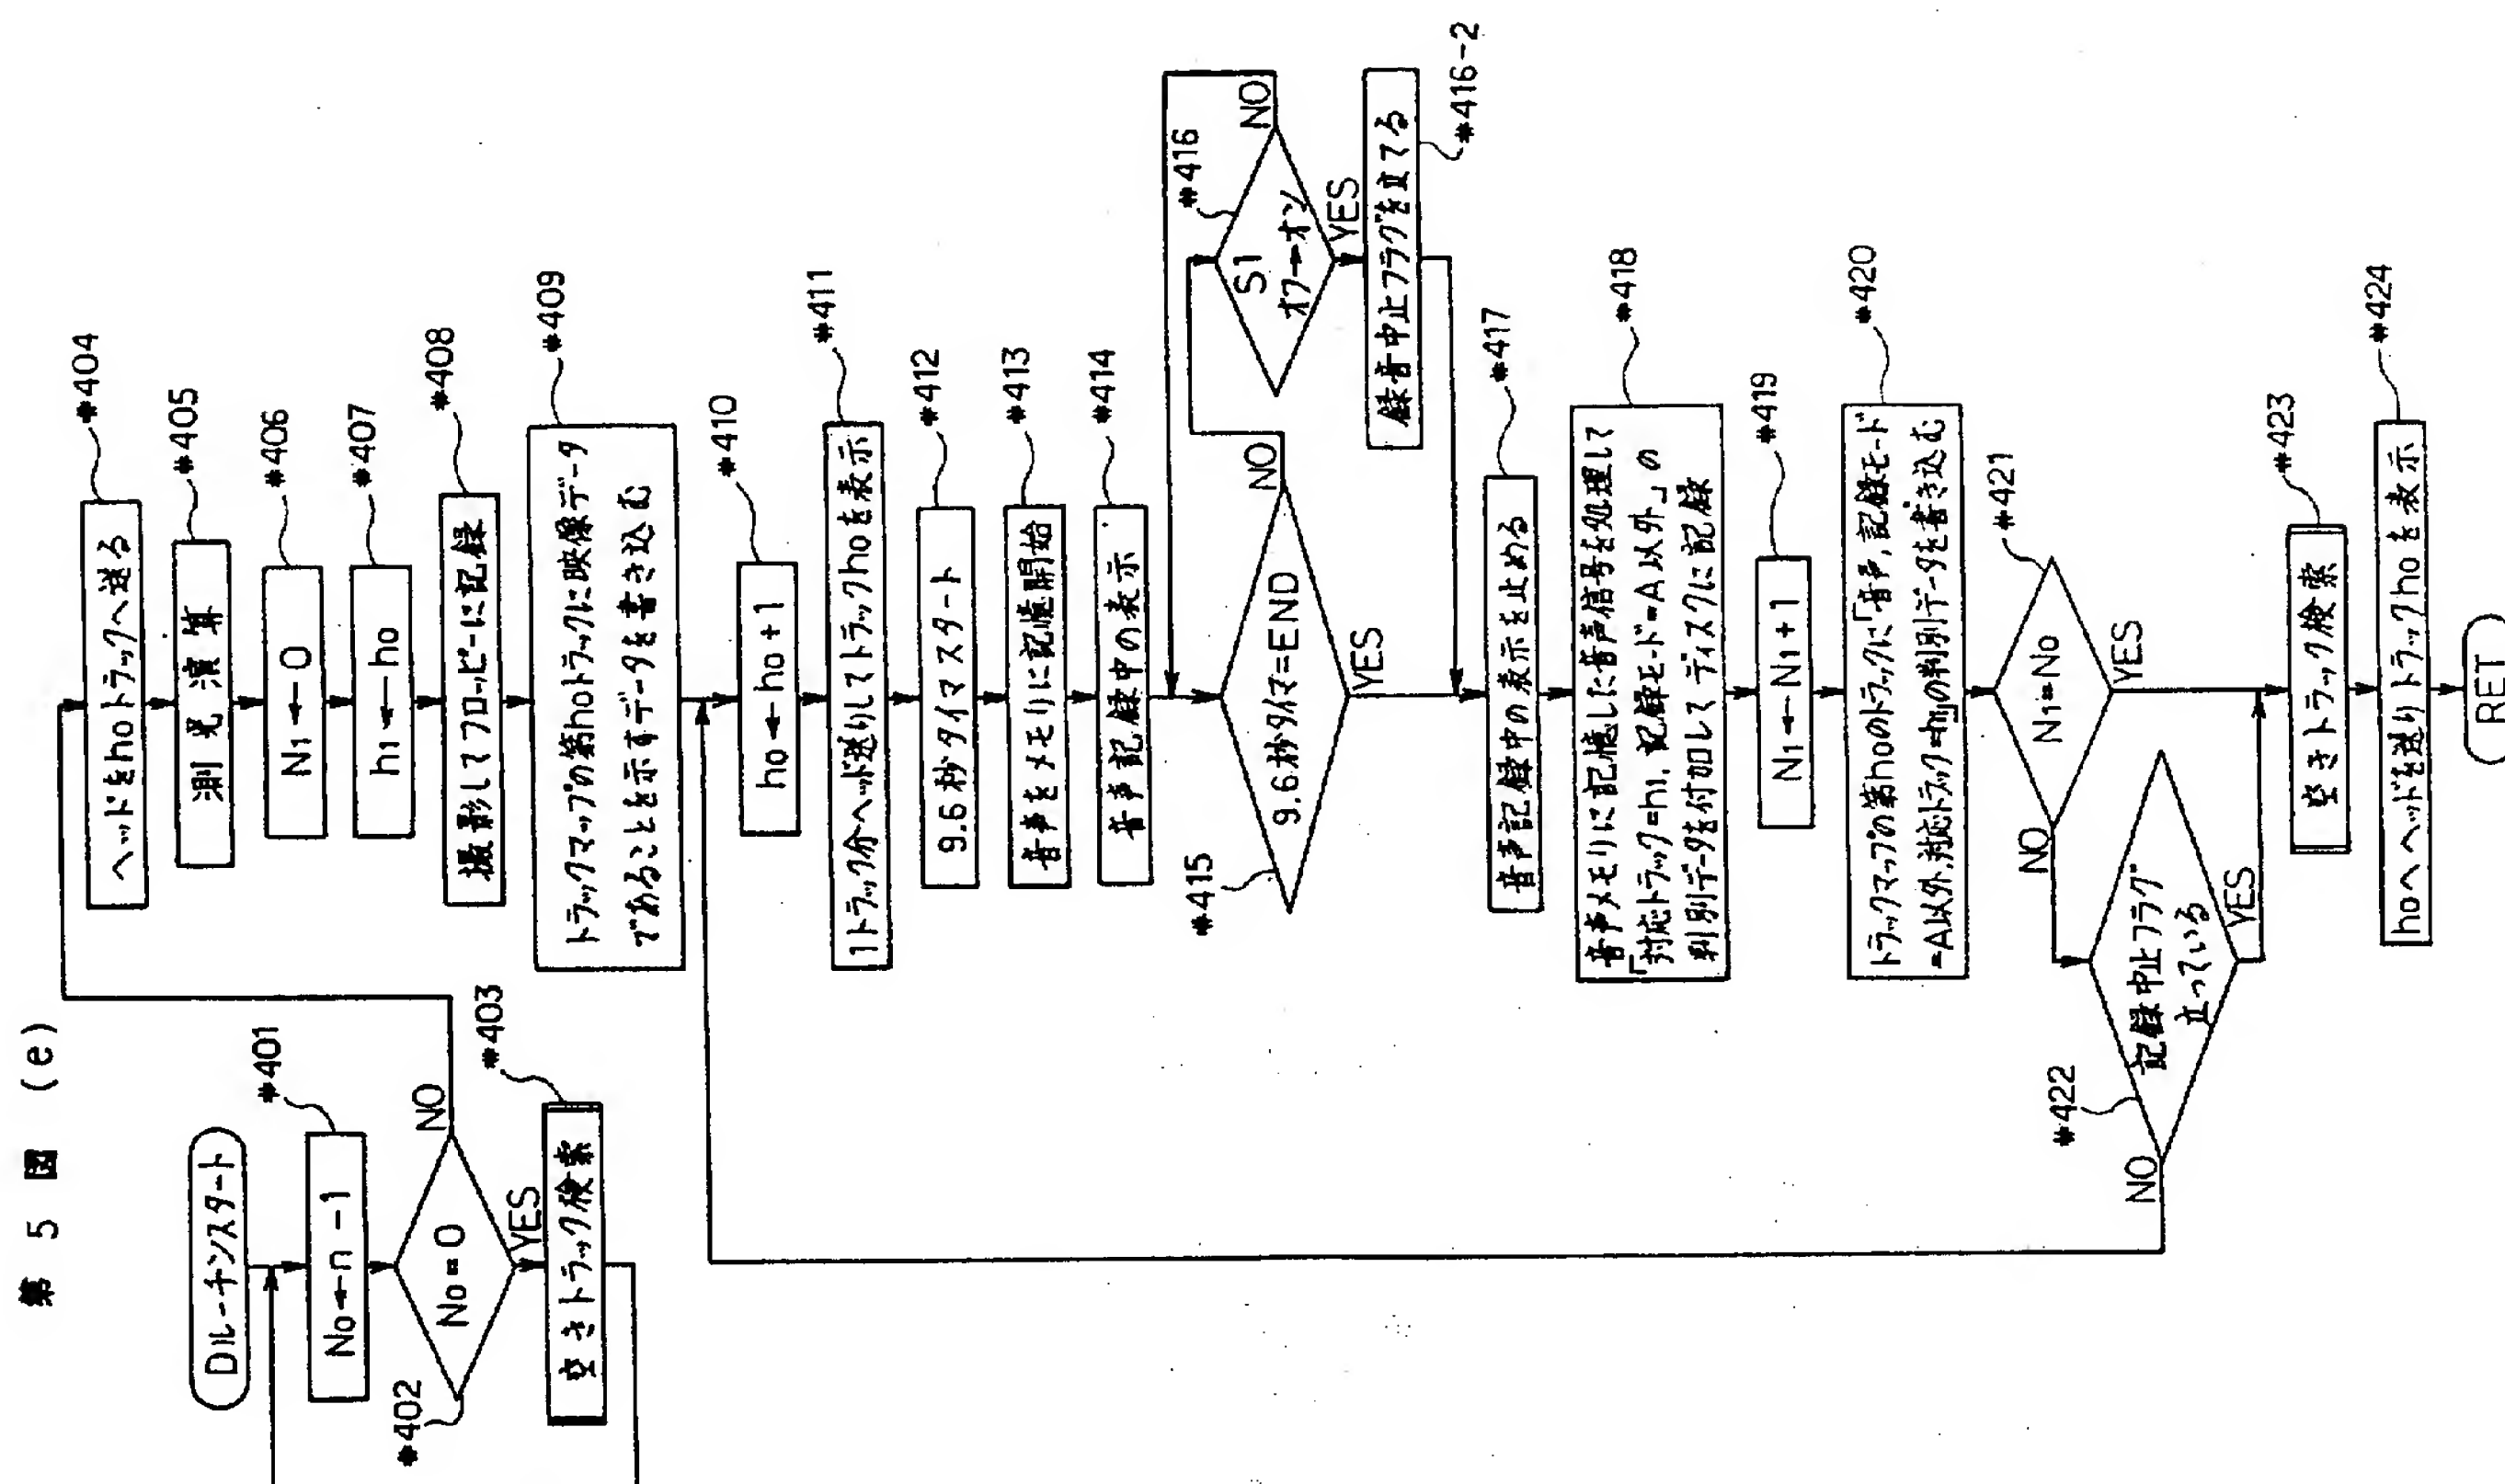 第 5 図 (e)
Dルーチンスタート
#401
No←n-1
#402
No=0
NO
YES
#403
空きトラック検索
#404
ヘッドをhoトラックへ送る
#405
測光演算
#406
N1←0
#407
h1←ho
#408
撮影してフロッピーに記録
#409
トラックマップの第hoトラックに映像データ
であることを示すデータを書き込む
#410
ho←ho+1
#411
1トラック分ヘッド送りしてトラックhoを表示
#412
9.6秒タイマスタート
#413
音声をメモリに記憶開始
#414
音声記録中の表示
#415
9.6秒タイマ=END
NO
YES
#416
S1
オフ→オン
NO
YES
#416-2
録音中止フラグを立てる
#417
音声記録中の表示を止める
#418
音声メモリに記憶した音声信号を処理して
「対応トラック=h1, 記録モード=A以外」の
判別データを付加してディスクに記録
#419
N1←N1+1
#420
トラックマップの第hoのトラックに「音声, 記録モード
=A以外, 対応トラック=h1」の判別データを書き込む
#421
N1=No
NO
YES
#422
記録中止フラグ
立っている
NO
YES
#423
空きトラック検索
#424
hoへヘッドを送りトラックhoを表示
RET